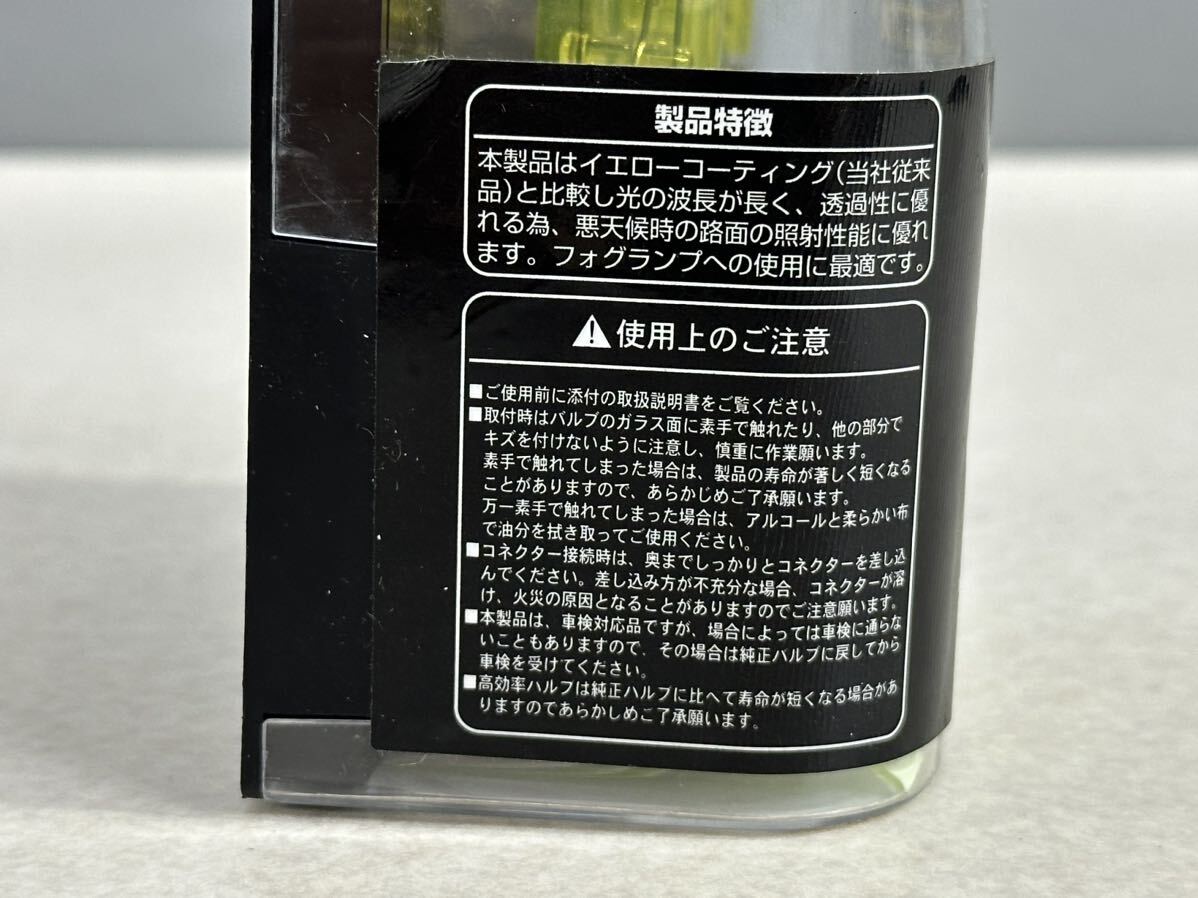 製品特徴
本製品はイエローコーティング(当社従来
品)と比較し光の波長が長く、透過性に優
れる為、悪天候時の路面の照射性能に優れ
ます。フォグランプへの使用に最適です。
⚠使用上のご注意
■ご使用前に添付の取扱説明書をご覧ください。
■取付時はバルブのガラス面に素手で触れたり、他の部分で
キズを付けないように注意し、慎重に作業願います。
素手で触れてしまった場合は、製品の寿命が著しく短くなる
ことがありますので、あらかじめご了承願います。
万一素手で触れてしまった場合は、アルコールと柔らかい布
で油分を拭き取ってご使用ください。
■コネクター接続時は、奥までしっかりとコネクターを差し込
んでください。差し込み方が不充分な場合、コネクターが溶
け、火災の原因となることがありますのでご注意願います。
■本製品は、車検対応品ですが、場合によっては車検に通らな
いこともありますので、その場合は純正バルブに戻してから
車検を受けてください。
■高効率バルブは純正バルブに比べて寿命が短くなる場合があ
りますのであらかじめご了承願います。